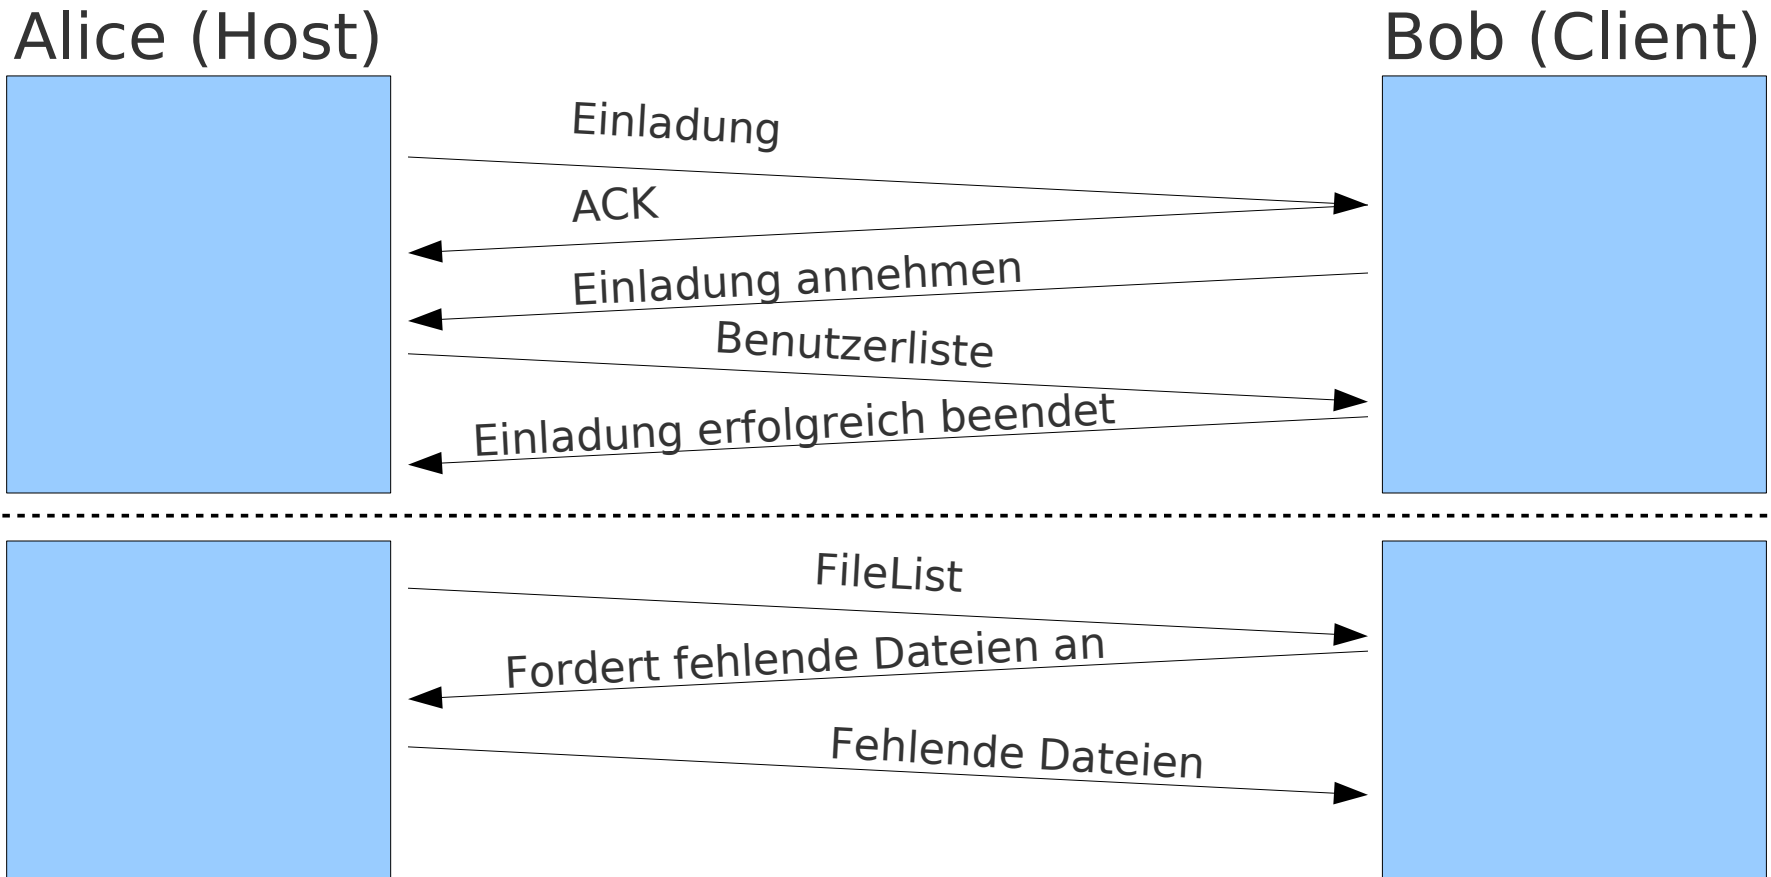 Alice (Host)
Bob (Client)
Einladung
ACK
Einladung annehmen
Benutzerliste
Einladung erfolgreich beendet
FileList
Fordert fehlende Dateien an
Fehlende Dateien